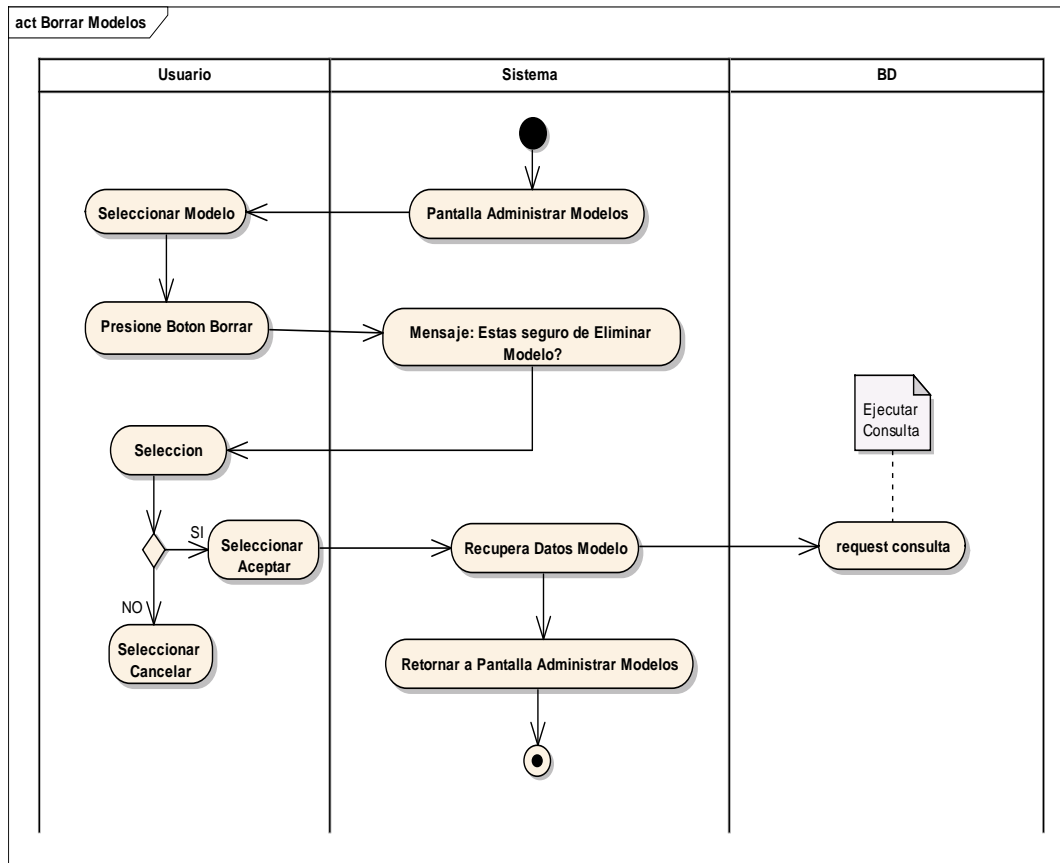 act Borrar Modelos
Usuario
Sistema
BD
Seleccionar Modelo
Pantalla Administrar Modelos
Presione Boton Borrar
Mensaje: Estas seguro de Eliminar
Modelo?
Ejecutar
Consulta
Seleccion
SI
Seleccionar
Aceptar
Recupera Datos Modelo
request consulta
NO
Seleccionar
Cancelar
Retornar a Pantalla Administrar Modelos